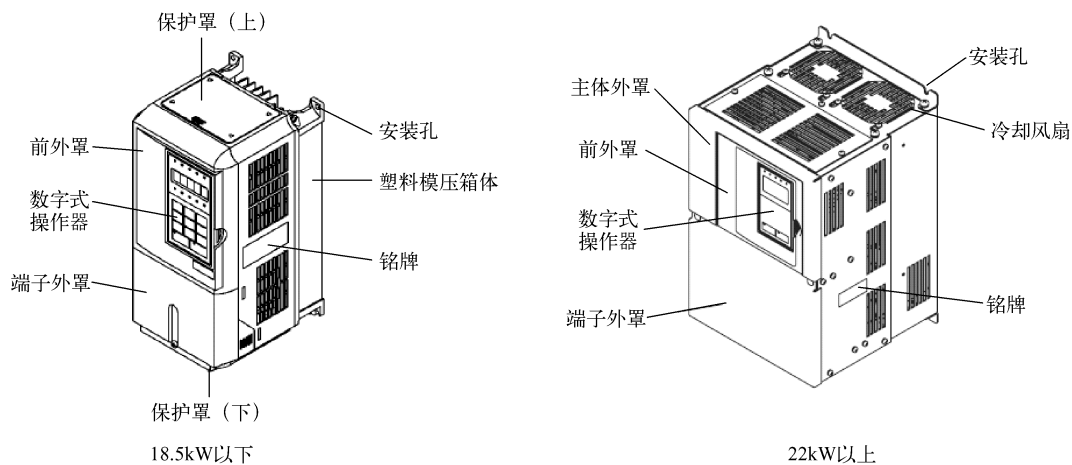 保护罩（上）
安装孔
前外罩
塑料模压箱体
数字式
操作器
铭牌
端子外罩
保护罩（下）
18.5kW以下
安装孔
主体外罩
冷却风扇
前外罩
数字式
操作器
铭牌
端子外罩
22kW以上